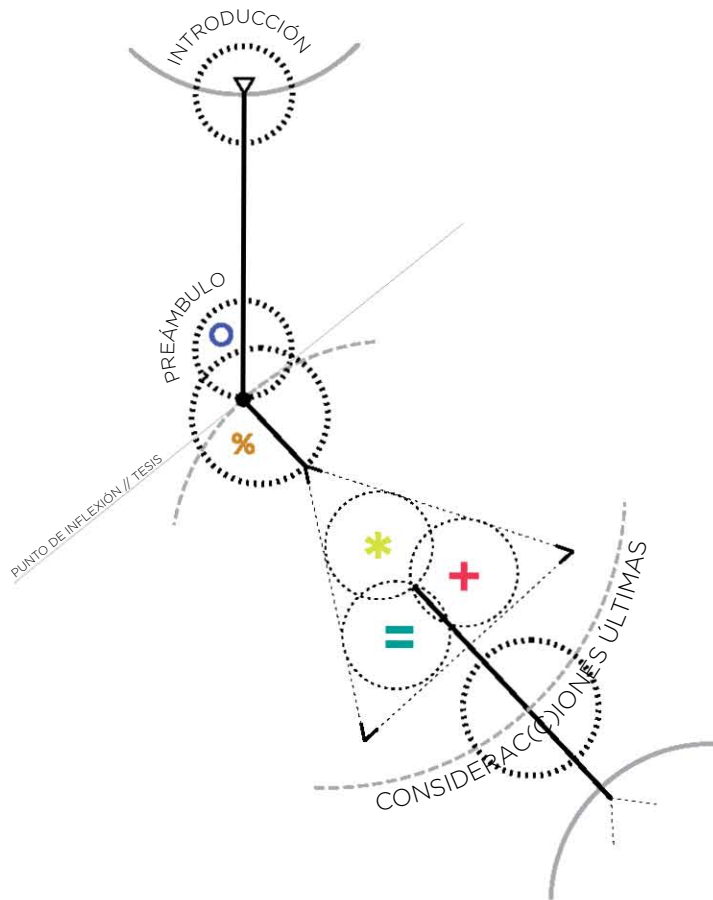 INTRODUCCIÓN
PREÁMBULO
%
PUNTO DE INFLEXIÓN // TESIS
*
+
=
CONSIDERAC(C)IONES ÚLTIMAS